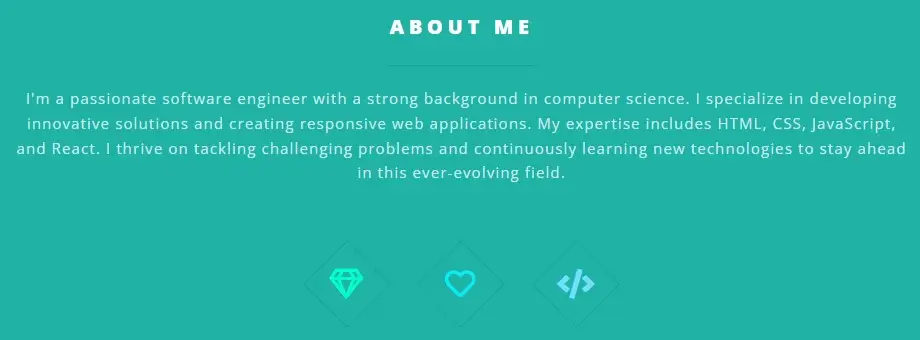 ABOUT ME
I'm a passionate software engineer with a strong background in computer science. I specialize in developing
innovative solutions and creating responsive web applications. My expertise includes HTML, CSS, JavaScript,
and React. I thrive on tackling challenging problems and continuously learning new technologies to stay ahead
in this ever-evolving field.